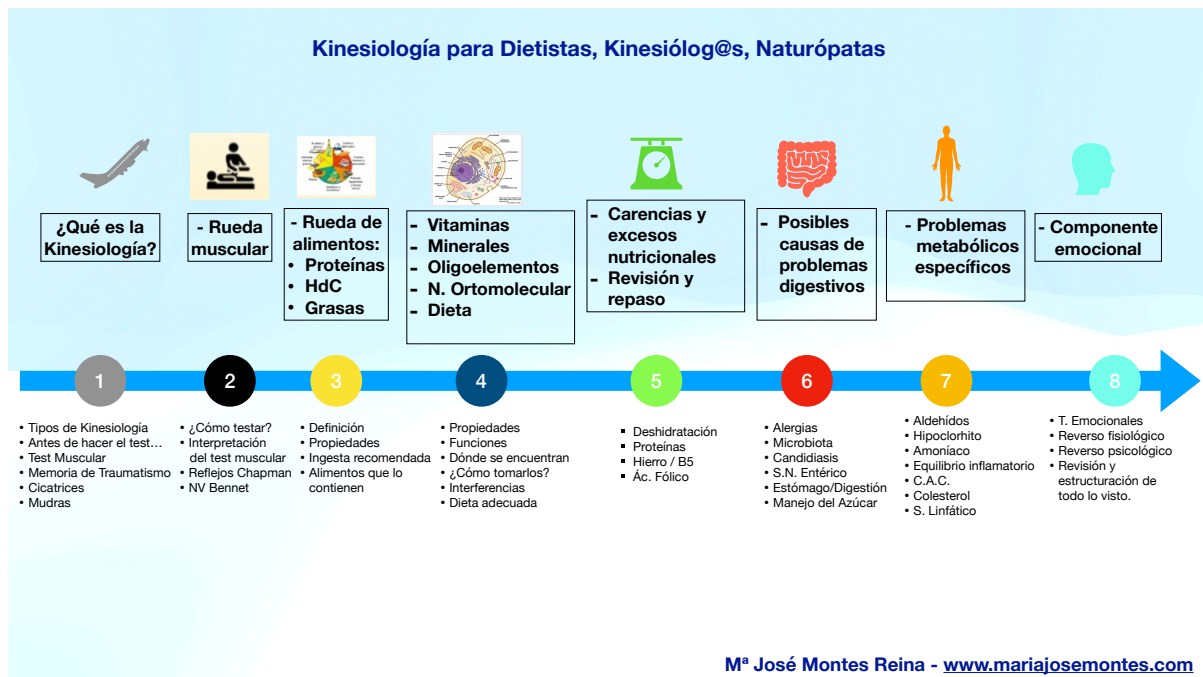 Kinesiología para Dietistas, Kinesiólog@s, Naturópatas
¿Qué es la
Kinesiología?
- Rueda
muscular
- Rueda de
alimentos:
• Proteínas
• HdC
• Grasas
- Vitaminas
- Minerales
- Oligoelementos
- N. Ortomolecular
- Dieta
- Carencias y
excesos
nutricionales
- Revisión y
repaso
- Posibles
causas de
problemas
digestivos
- Problemas
metabólicos
específicos
- Componente
emocional
1
2
3
4
5
6
7
8
• Tipos de Kinesiología
• Antes de hacer el test…
• Test Muscular
• Memoria de Traumatismo
• Cicatrices
• Mudras
• ¿Cómo testar?
• Interpretación
del test muscular
• Reflejos Chapman
• NV Bennet
• Definición
• Propiedades
• Ingesta recomendada
• Alimentos que lo
contienen
• Propiedades
• Funciones
• Dónde se encuentran
• ¿Cómo tomarlos?
• Interferencias
• Dieta adecuada
▪ Deshidratación
▪ Proteínas
▪ Hierro / B5
▪ Ác. Fólico
• Alergias
• Microbiota
• Candidiasis
• S.N. Entérico
• Estómago/Digestión
• Manejo del Azúcar
• Aldehídos
• Hipoclorhito
• Amoníaco
• Equilibrio inflamatorio
• C.A.C.
• Colesterol
• S. Linfático
• T. Emocionales
• Reverso fisiológico
• Reverso psicológico
• Revisión y
estructuración de
todo lo visto.
Mª José Montes Reina - www.mariajosemontes.com